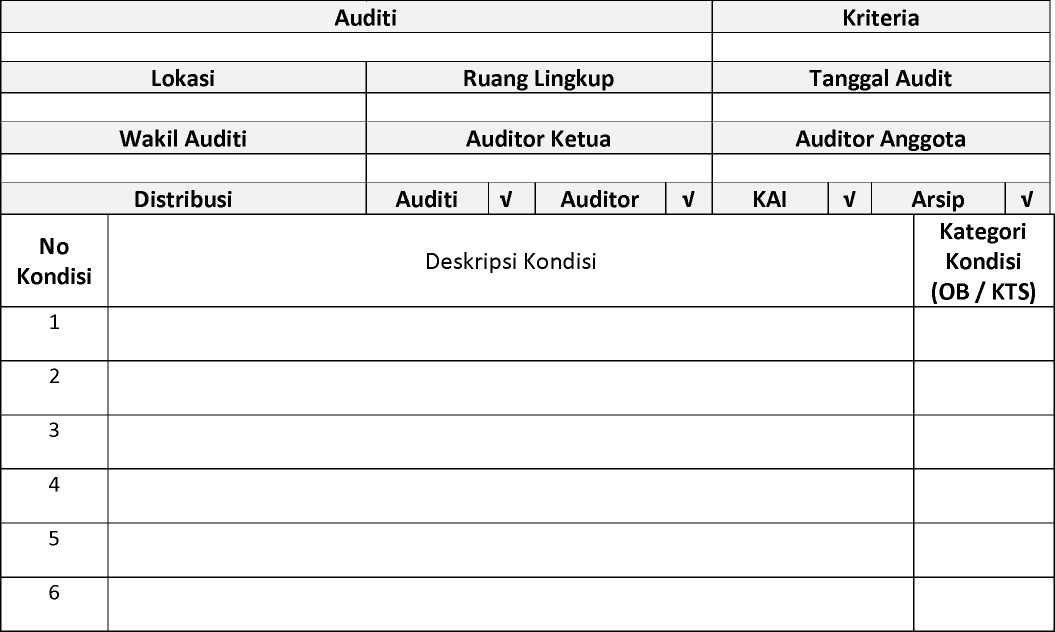 Auditi Kriteria
Lokasi Ruang Lingkup Tanggal Audit
Wakil Auditi Auditor Ketua Auditor Anggota
Distribusi Auditi √ Auditor √ KAI √ Arsip √
No
Kondisi
Deskripsi Kondisi
Kategori
Kondisi
(OB / KTS)
1
2
3
4
5
6